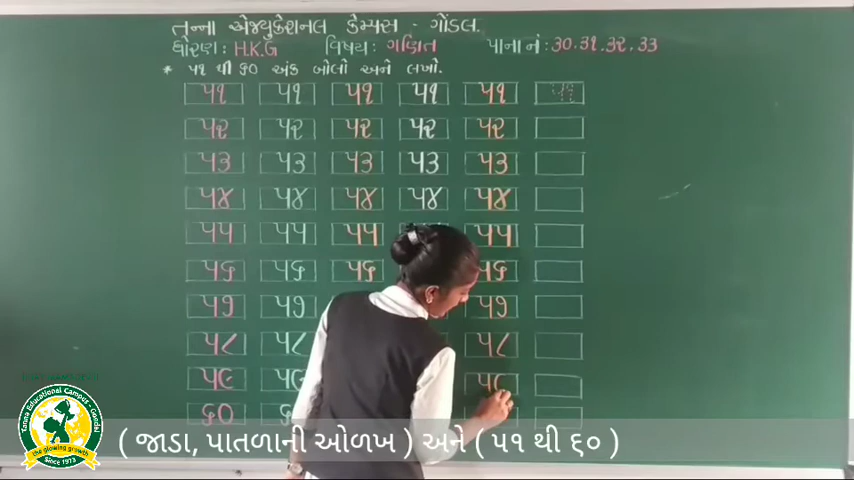 તન્ના એજ્યુકેશનલ કેમ્પસ - ગોંડલ.
ધોરણ: H.K.G વિષય: ગણિત પાના નં: ૩૦.૩૧.૩૨.૩૩
* ૫૧ થી ૬૦ અંક બોલો અને લખો.
૫૧ ૫૧ ૫૧ ૫૧ ૫૧ ૫૧
૫૨ ૫૨ ૫૨ ૫૨ ૫૨
૫૩ ૫૩ ૫૩ ૫૩ ૫૩
૫૪ ૫૪ ૫૪ ૫૪ ૫૪
૫૫ ૫૫ ૫૫ ૫૫
૫૬ ૫૬ ૫૬ ૫૬
૫૭ ૫૭ ૫૭
૫૮ ૫૮ ૫૮
૫૯ ૫૯ ૫૯
૬૦
Tanna Educational Campus - Gondal
the glowing growth
Since 1973
( જાડા, પાતળાની ઓળખ ) અને ( ૫૧ થી ૬૦ )